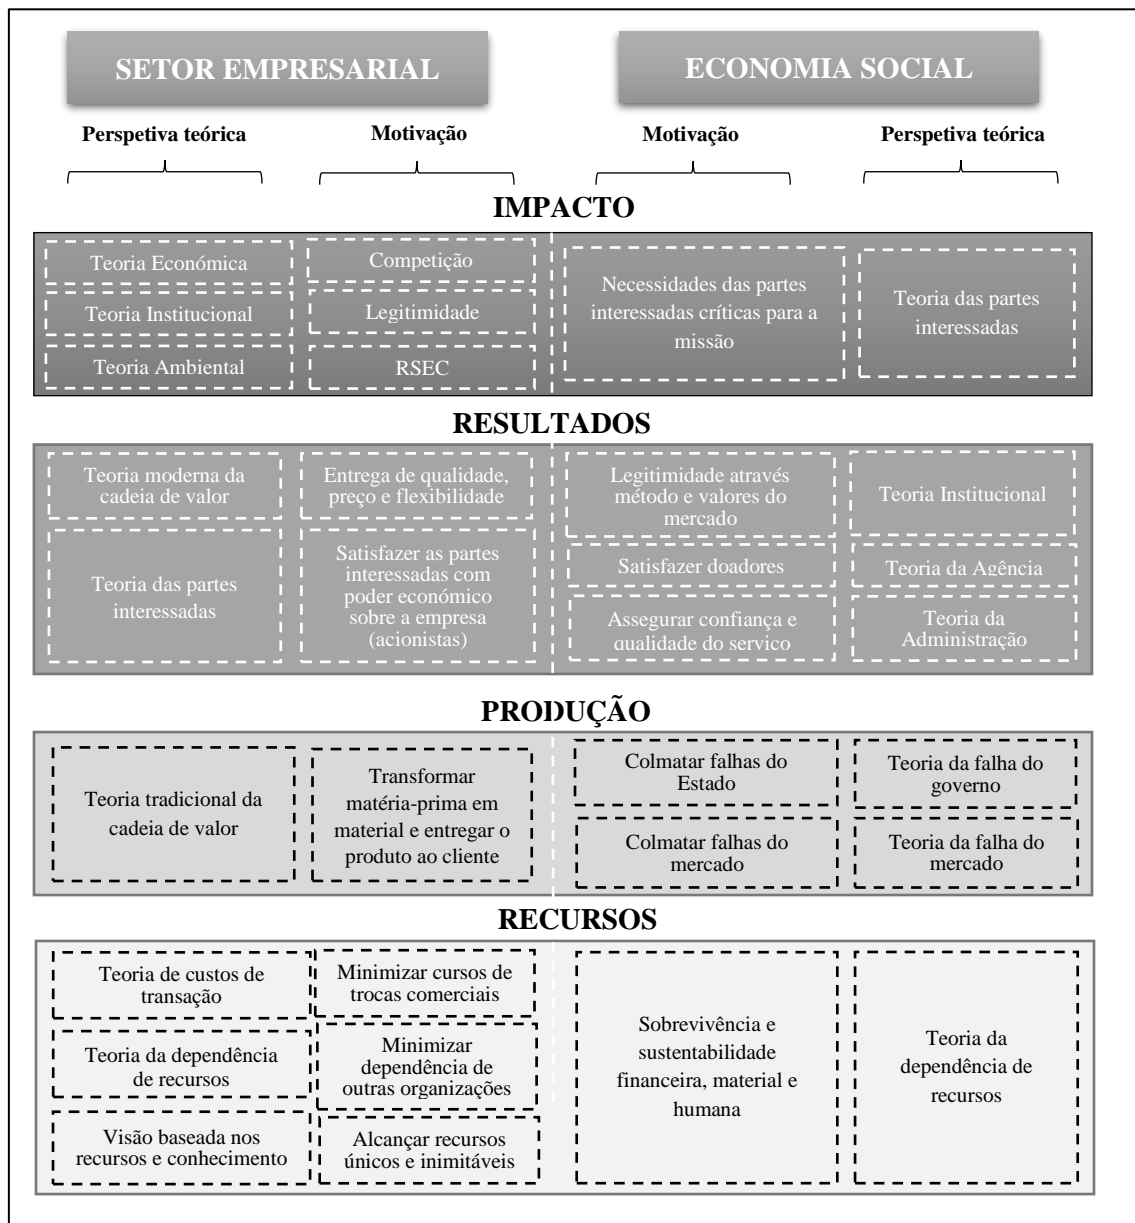 SETOR EMPRESARIAL
ECONOMIA SOCIAL
Perspetiva teórica
Motivação
Motivação
Perspetiva teórica
IMPACTO
Teoria Económica
Teoria Institucional
Teoria Ambiental
Competição
Legitimidade
RSEC
Necessidades das partes
interessadas críticas para a
missão
Teoria das partes
interessadas
RESULTADOS
Teoria moderna da
cadeia de valor
Teoria das partes
interessadas
Entrega de qualidade,
preço e flexibilidade
Satisfazer as partes
interessadas com
poder económico
sobre a empresa
(acionistas)
Legitimidade através
método e valores do
mercado
Satisfazer doadores
Assegurar confiança e
qualidade do serviço
Teoria Institucional
Teoria da Agência
Teoria da
Administração
PRODUÇÃO
Teoria tradicional da
cadeia de valor
Transformar
matéria-prima em
material e entregar o
produto ao cliente
Colmatar falhas do
Estado
Colmatar falhas do
mercado
Teoria da falha do
governo
Teoria da falha do
mercado
RECURSOS
Teoria de custos de
transação
Teoria da dependência
de recursos
Visão baseada nos
recursos e conhecimento
Minimizar cursos de
trocas comerciais
Minimizar
dependência de
outras organizações
Alcançar recursos
únicos e inimitáveis
Sobrevivência e
sustentabilidade
financeira, material e
humana
Teoria da
dependência de
recursos